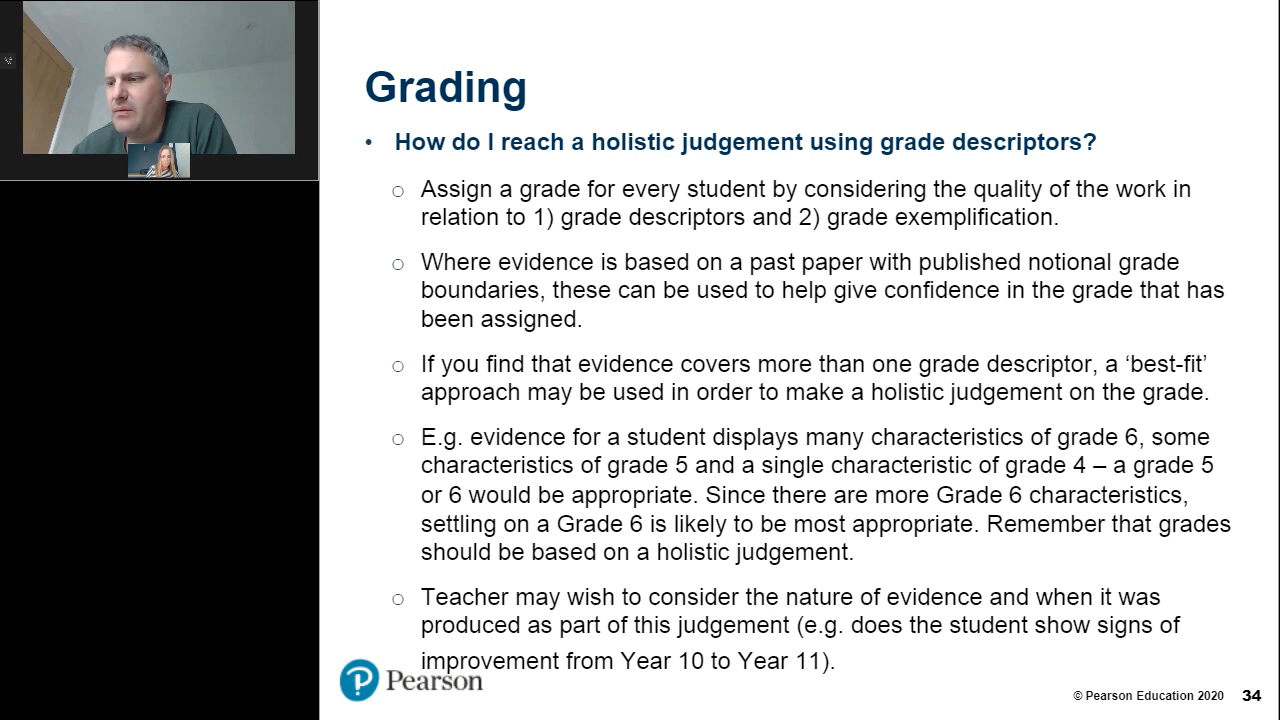 Grading
• How do I reach a holistic judgement using grade descriptors?
○ Assign a grade for every student by considering the quality of the work in
relation to 1) grade descriptors and 2) grade exemplification.
○ Where evidence is based on a past paper with published notional grade
boundaries, these can be used to help give confidence in the grade that has
been assigned.
○ If you find that evidence covers more than one grade descriptor, a ‘best-fit’
approach may be used in order to make a holistic judgement on the grade.
○ E.g. evidence for a student displays many characteristics of grade 6, some
characteristics of grade 5 and a single characteristic of grade 4 – a grade 5
or 6 would be appropriate. Since there are more Grade 6 characteristics,
settling on a Grade 6 is likely to be most appropriate. Remember that grades
should be based on a holistic judgement.
○ Teacher may wish to consider the nature of evidence and when it was
produced as part of this judgement (e.g. does the student show signs of
improvement from Year 10 to Year 11).
P Pearson
© Pearson Education 2020 34